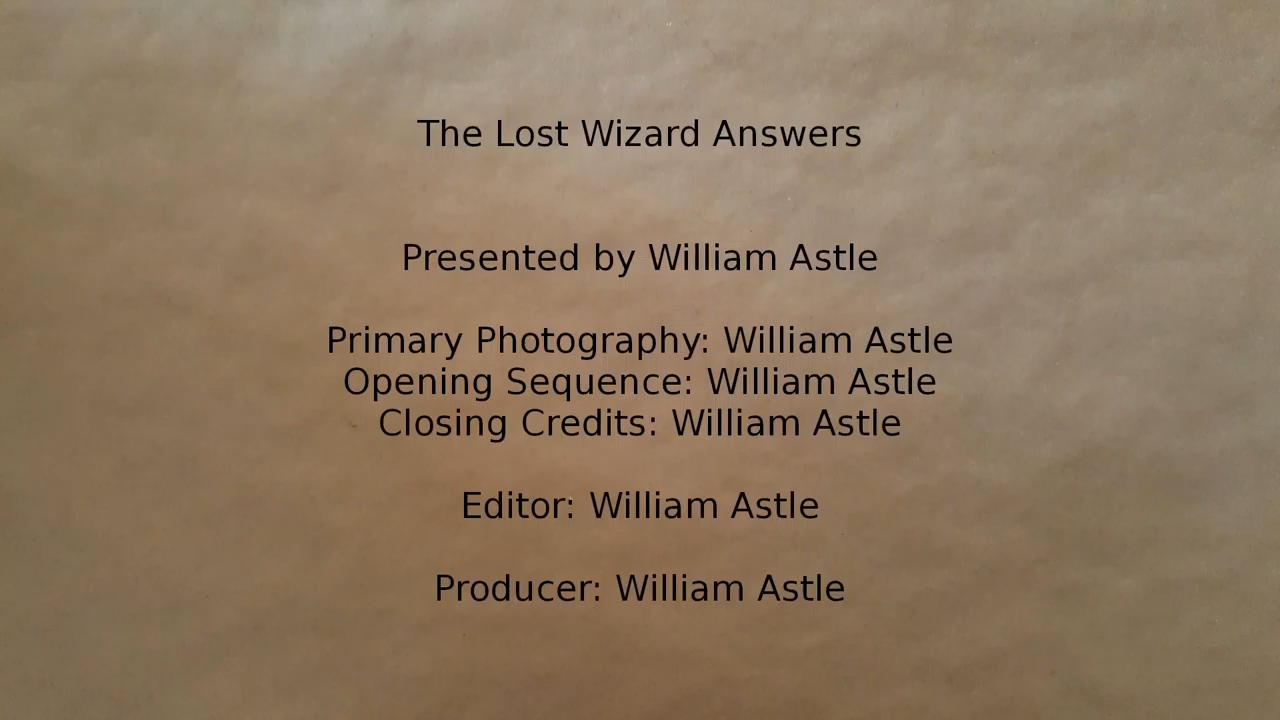 The Lost Wizard Answers
Presented by William Astle
Primary Photography: William Astle
Opening Sequence: William Astle
Closing Credits: William Astle
Editor: William Astle
Producer: William Astle